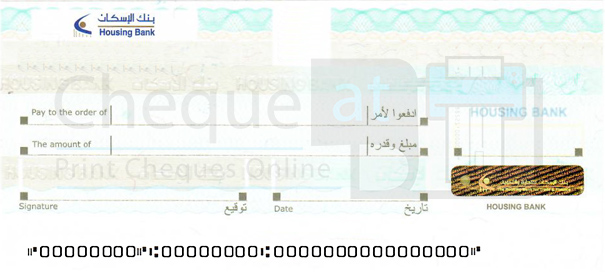 بنك الإسكان
Housing Bank
Cheque at
HOUSING BANK
Pay to the order of ادفعوا لأمر
The amount of مبلغ وقدره
Print Cheques Online
HOUSING BANK
Signature توقيع Date تاريخ
⑈00000000⑈⑆00000000⑆0000000000000000⑈